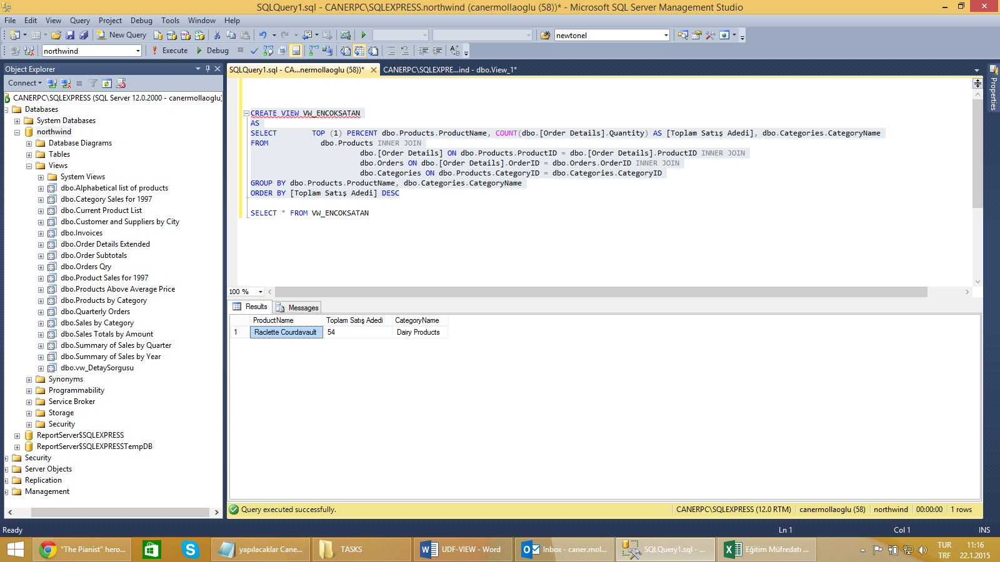 SQLQuery1.sql - CANERPC\SQLEXPRESS.northwind (canermollaoglu (58))* - Microsoft SQL Server Management Studio
File Edit View Query Project Debug Tools Window Help
New Query newtonel
northwind Execute Debug
Object Explorer
Connect
CANERPC\SQLEXPRESS (SQL Server 12.0.2000 - canermollaoglu)
Databases
System Databases
northwind
Database Diagrams
Tables
Views
System Views
dbo.Alphabetical list of products
dbo.Category Sales for 1997
dbo.Current Product List
dbo.Customer and Suppliers by City
dbo.Invoices
dbo.Order Details Extended
dbo.Order Subtotals
dbo.Orders Qry
dbo.Product Sales for 1997
dbo.Products Above Average Price
dbo.Products by Category
dbo.Quarterly Orders
dbo.Sales by Category
dbo.Sales Totals by Amount
dbo.Summary of Sales by Quarter
dbo.Summary of Sales by Year
dbo.vw_DetaySorgusu
Synonyms
Programmability
Service Broker
Storage
Security
ReportServer$SQLEXPRESS
ReportServer$SQLEXPRESSTempDB
Security
Server Objects
Replication
Management
SQLQuery1.sql - CA...nermollaoglu (58))* CANERPC\SQLEXPRE...ind - dbo.View_1*
CREATE VIEW VW_ENCOKSATAN
AS
SELECT TOP (1) PERCENT dbo.Products.ProductName, COUNT(dbo.[Order Details].Quantity) AS [Toplam Satış Adedi], dbo.Categories.CategoryName
FROM dbo.Products INNER JOIN
dbo.[Order Details] ON dbo.Products.ProductID = dbo.[Order Details].ProductID INNER JOIN
dbo.Orders ON dbo.[Order Details].OrderID = dbo.Orders.OrderID INNER JOIN
dbo.Categories ON dbo.Products.CategoryID = dbo.Categories.CategoryID
GROUP BY dbo.Products.ProductName, dbo.Categories.CategoryName
ORDER BY [Toplam Satış Adedi] DESC
SELECT * FROM VW_ENCOKSATAN
100 %
Results Messages
ProductName Toplam Satış Adedi CategoryName
1 Raclette Courdavault 54 Dairy Products
Query executed successfully. CANERPC\SQLEXPRESS (12.0 RTM) canermollaoglu (58) northwind 00:00:00 1 rows
Properties
Ready Ln 1 Col 1 INS
"The Pianist" hero... yapılacaklar Cane... TASKS UDF-VIEW - Word Inbox - caner.mol... SQLQuery1.sql - ... Eğitim Müfredatı ...
TUR 11:16
TRF 22.1.2015